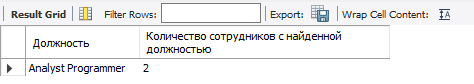 Result Grid Filter Rows: Export: Wrap Cell Content:
Должность Количество сотрудников с найденной
должностью
Analyst Programmer 2